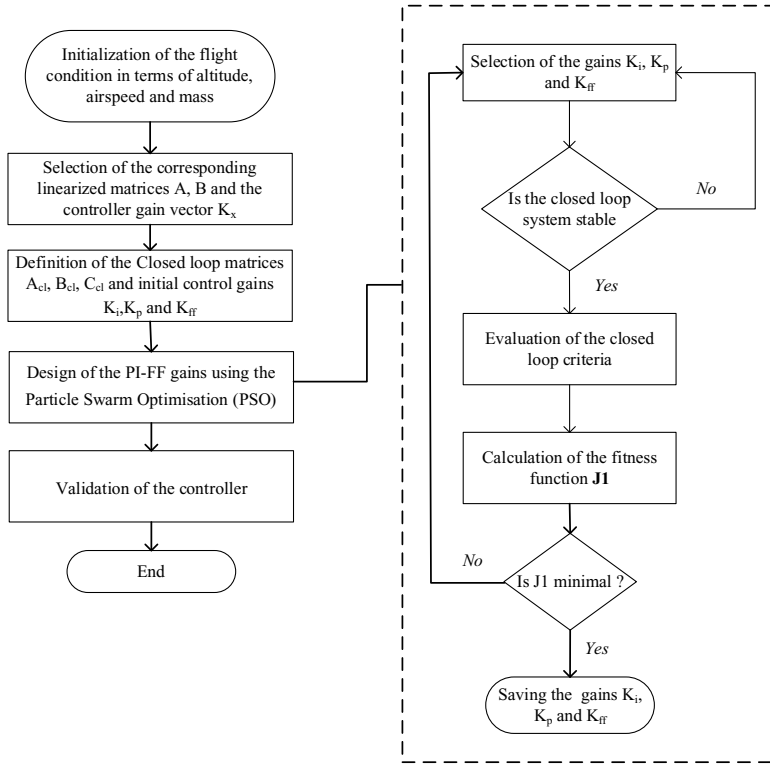 Initialization of the flight
condition in terms of altitude,
airspeed and mass
Selection of the corresponding
linearized matrices A, B and the
controller gain vector Kx
Definition of the Closed loop matrices
Acl, Bcl, Ccl and initial control gains
Ki,Kp and Kff
Design of the PI-FF gains using the
Particle Swarm Optimisation (PSO)
Validation of the controller
End
Selection of the gains Ki, Kp
and Kff
Is the closed loop
system stable
No
Yes
Evaluation of the closed
loop criteria
Calculation of the fitness
function J1
No
Is J1 minimal ?
Yes
Saving the gains Ki,
Kp and Kff